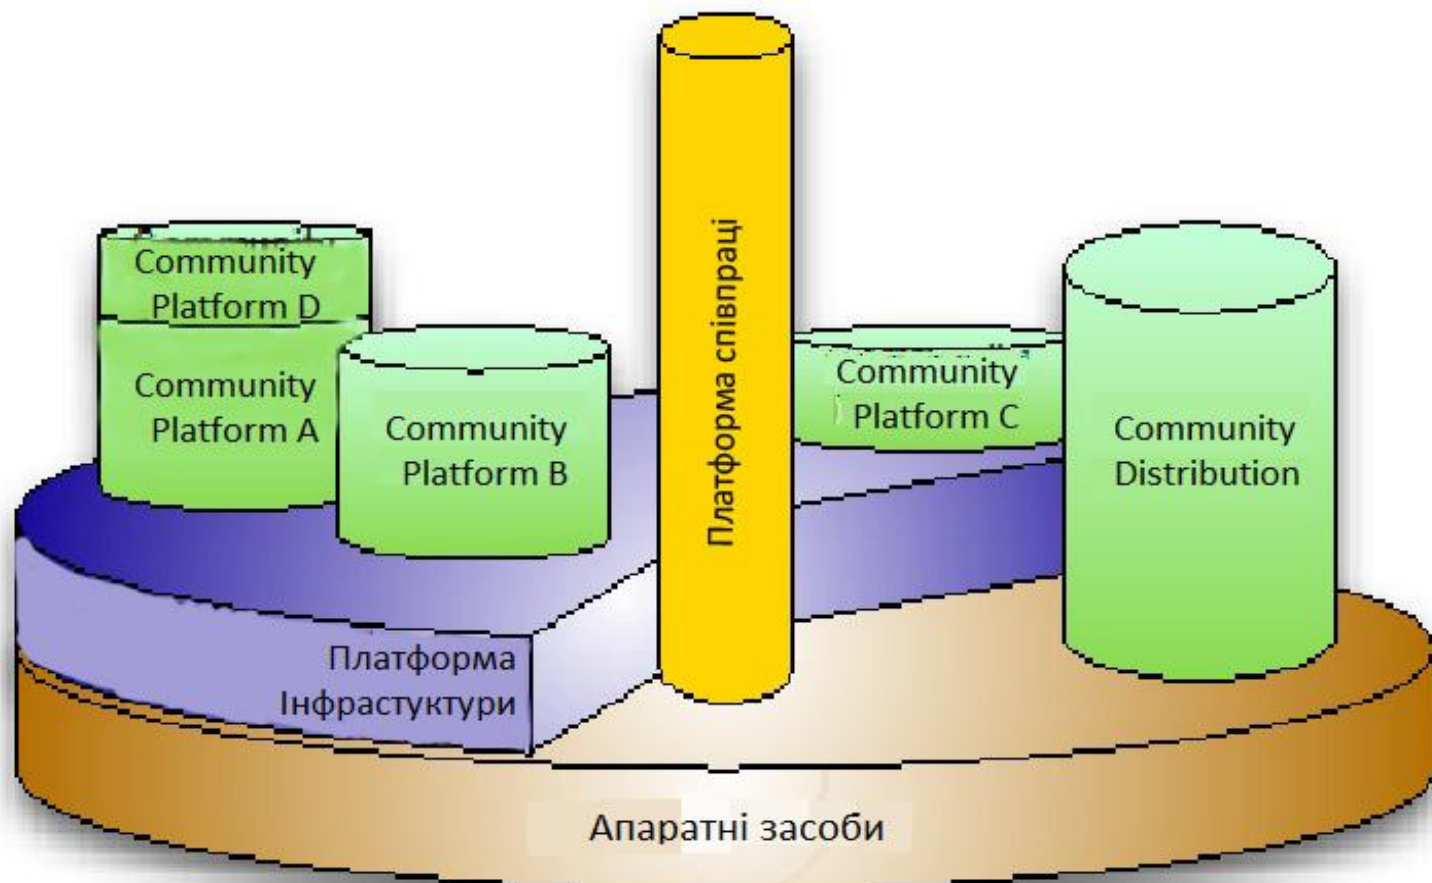 Community
Platform D
Community
Platform A
Community
Platform B
Платформа співпраці
Community
Platform C
Community
Distribution
Платформа
Інфрастуктури
Апаратні засоби